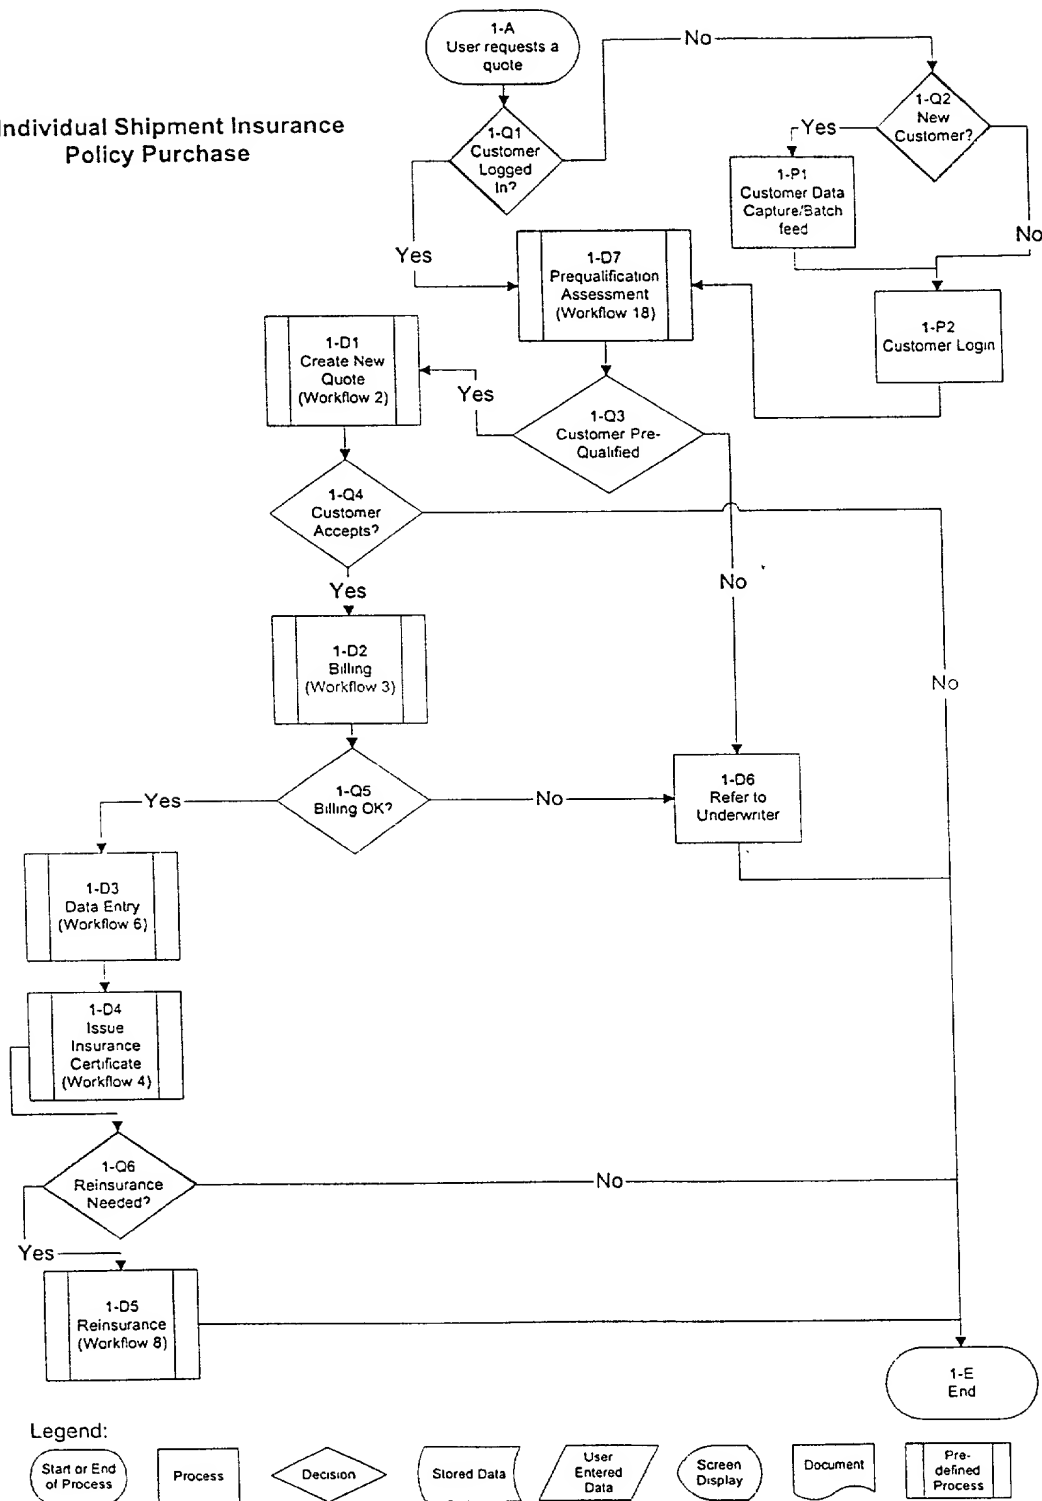 1-A
User requests a
quote
No
Individual Shipment Insurance
Policy Purchase
1-Q1
Customer
Logged
In?
1-Q2
New
Customer?
Yes
1-P1
Customer Data
Capture/Batch
feed
No
Yes
1-D7
Prequalification
Assessment
(Workflow 18)
1-P2
Customer Login
1-D1
Create New
Quote
(Workflow 2)
Yes
1-Q3
Customer Pre-
Qualified
1-Q4
Customer
Accepts?
No
Yes
1-D2
Billing
(Workflow 3)
No
1-Q5
Billing OK?
Yes
No
1-D6
Refer to
Underwriter
1-D3
Data Entry
(Workflow 6)
1-D4
Issue
Insurance
Certificate
(Workflow 4)
1-Q6
Reinsurance
Needed?
No
Yes
1-D5
Reinsurance
(Workflow 8)
1-E
End
Legend:
Start or End
of Process
Process
Decision
Stored Data
User
Entered
Data
Screen
Display
Document
Pre-
defined
Process